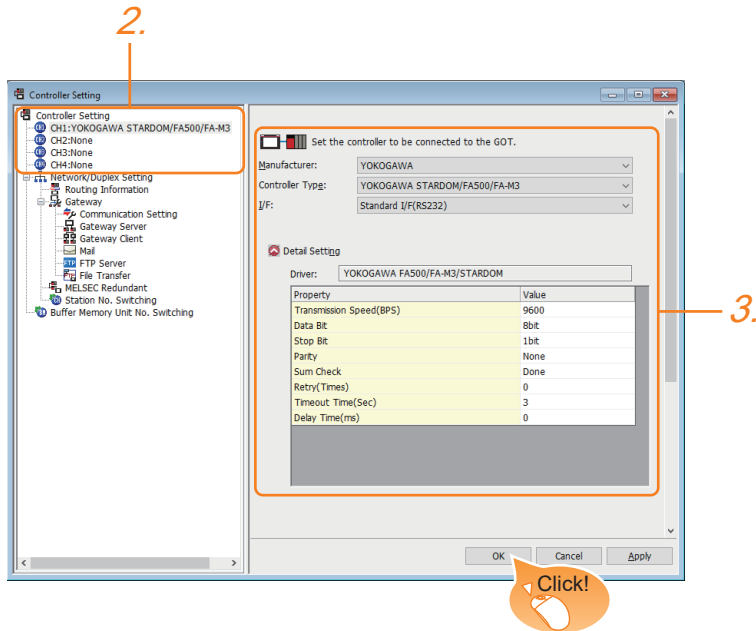 2.
Controller Setting
Controller Setting
CH1:YOKOGAWA STARDOM/FA500/FA-M3
CH2:None
CH3:None
CH4:None
Network/Duplex Setting
Routing Information
Gateway
Communication Setting
Gateway Server
Gateway Client
Mail
FTP Server
File Transfer
MELSEC Redundant
Station No. Switching
Buffer Memory Unit No. Switching
Set the controller to be connected to the GOT.
Manufacturer: YOKOGAWA
Controller Type: YOKOGAWA STARDOM/FA500/FA-M3
I/F: Standard I/F(RS232)
Detail Setting
Driver: YOKOGAWA FA500/FA-M3/STARDOM
Property Value
Transmission Speed(BPS) 9600
Data Bit 8bit
Stop Bit 1bit
Parity None
Sum Check Done
Retry(Times) 0
Timeout Time(Sec) 3
Delay Time(ms) 0
3.
OK Cancel Apply
Click!